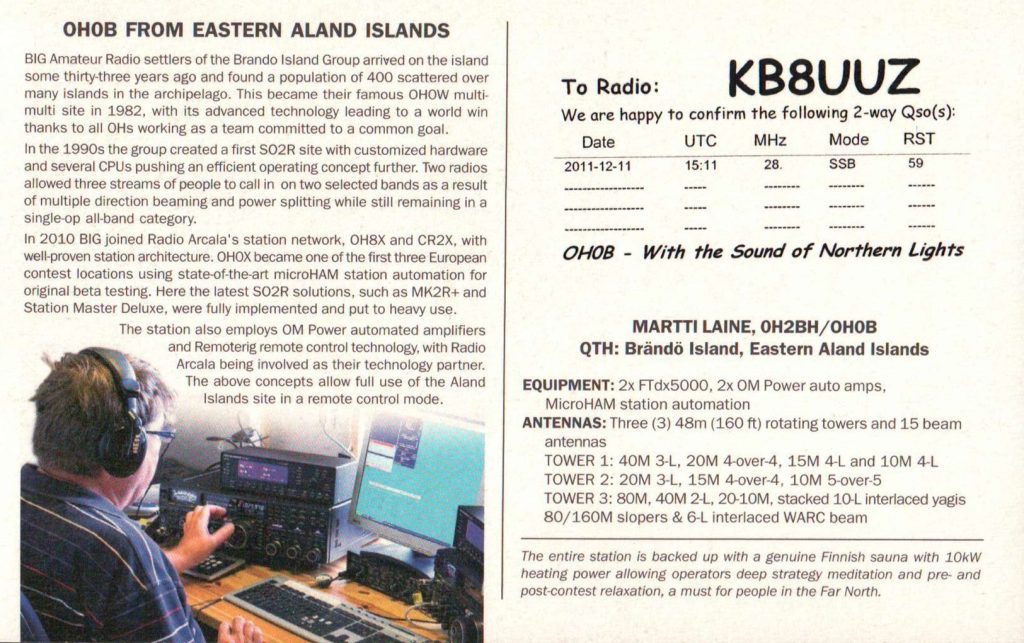 OH0B FROM EASTERN ALAND ISLANDS
BIG Amateur Radio settlers of the Brando Island Group arrived on the island
some thirty-three years ago and found a population of 400 scattered over
many islands in the archipelago. This became their famous OH0W multi-
multi site in 1982, with its advanced technology leading to a world win
thanks to all OHs working as a team committed to a common goal.
In the 1990s the group created a first SO2R site with customized hardware
and several CPUs pushing an efficient operating concept further. Two radios
allowed three streams of people to call in on two selected bands as a result
of multiple direction beaming and power splitting while still remaining in a
single-op all-band category.
In 2010 BIG joined Radio Arcala's station network, OH8X and CR2X, with
well-proven station architecture. OH0X became one of the first three European
contest locations using state-of-the-art microHAM station automation for
original beta testing. Here the latest SO2R solutions, such as MK2R+ and
Station Master Deluxe, were fully implemented and put to heavy use.
The station also employs OM Power automated amplifiers
and Remoterig remote control technology, with Radio
Arcala being involved as their technology partner.
The above concepts allow full use of the Aland
Islands site in a remote control mode.
To Radio: KB8UUZ
We are happy to confirm the following 2-way Qso(s):
Date UTC MHz Mode RST
2011-12-11 15:11 28. SSB 59
------------------ ----- -------- -------- ------
------------------ ----- -------- -------- ------
------------------ ----- -------- -------- ------
OH0B - With the Sound of Northern Lights
MARTTI LAINE, OH2BH/OH0B
QTH: Brändö Island, Eastern Aland Islands
EQUIPMENT: 2x FTdx5000, 2x OM Power auto amps,
MicroHAM station automation
ANTENNAS: Three (3) 48m (160 ft) rotating towers and 15 beam
antennas
TOWER 1: 40M 3-L, 20M 4-over-4, 15M 4-L and 10M 4-L
TOWER 2: 20M 3-L, 15M 4-over-4, 10M 5-over-5
TOWER 3: 80M, 40M 2-L, 20-10M, stacked 10-L interlaced yagis
80/160M slopers & 6-L interlaced WARC beam
The entire station is backed up with a genuine Finnish sauna with 10kW
heating power allowing operators deep strategy meditation and pre- and
post-contest relaxation, a must for people in the Far North.